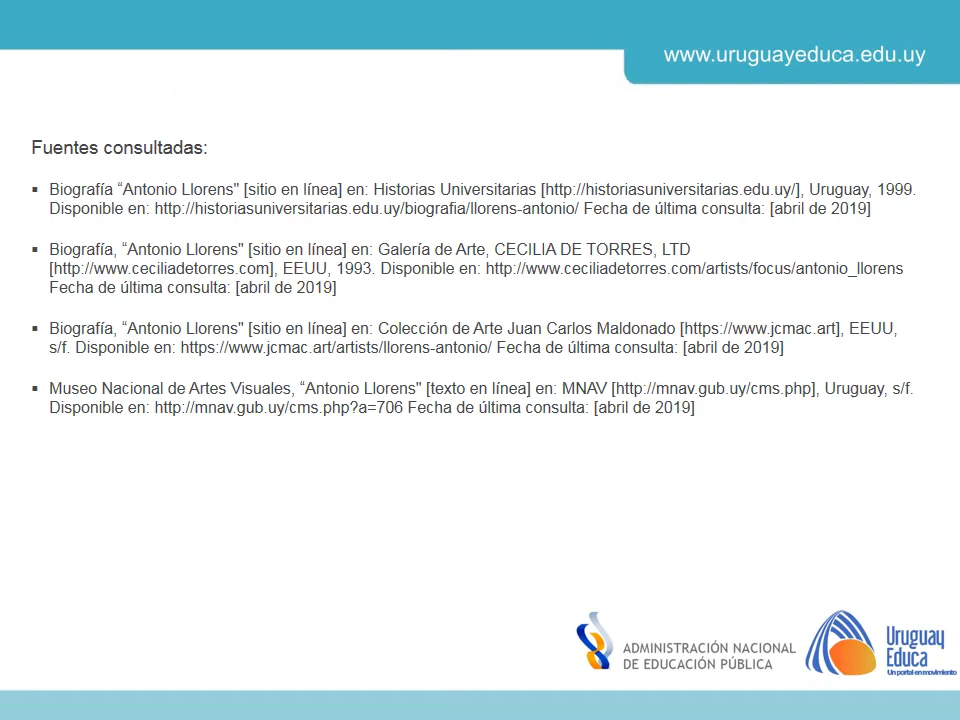 www.uruguayeduca.edu.uy
Fuentes consultadas:
▪ Biografía “Antonio Llorens" [sitio en línea] en: Historias Universitarias [http://historiasuniversitarias.edu.uy/], Uruguay, 1999.
Disponible en: http://historiasuniversitarias.edu.uy/biografia/llorens-antonio/ Fecha de última consulta: [abril de 2019]
▪ Biografía, “Antonio Llorens" [sitio en línea] en: Galería de Arte, CECILIA DE TORRES, LTD
[http://www.ceciliadetorres.com], EEUU, 1993. Disponible en: http://www.ceciliadetorres.com/artists/focus/antonio_llorens
Fecha de última consulta: [abril de 2019]
▪ Biografía, “Antonio Llorens" [sitio en línea] en: Colección de Arte Juan Carlos Maldonado [https://www.jcmac.art], EEUU,
s/f. Disponible en: https://www.jcmac.art/artists/llorens-antonio/ Fecha de última consulta: [abril de 2019]
▪ Museo Nacional de Artes Visuales, “Antonio Llorens" [texto en línea] en: MNAV [http://mnav.gub.uy/cms.php], Uruguay, s/f.
Disponible en: http://mnav.gub.uy/cms.php?a=706 Fecha de última consulta: [abril de 2019]
ADMINISTRACIÓN NACIONAL
DE EDUCACIÓN PÚBLICA
Uruguay
Educa
Un portal en movimiento